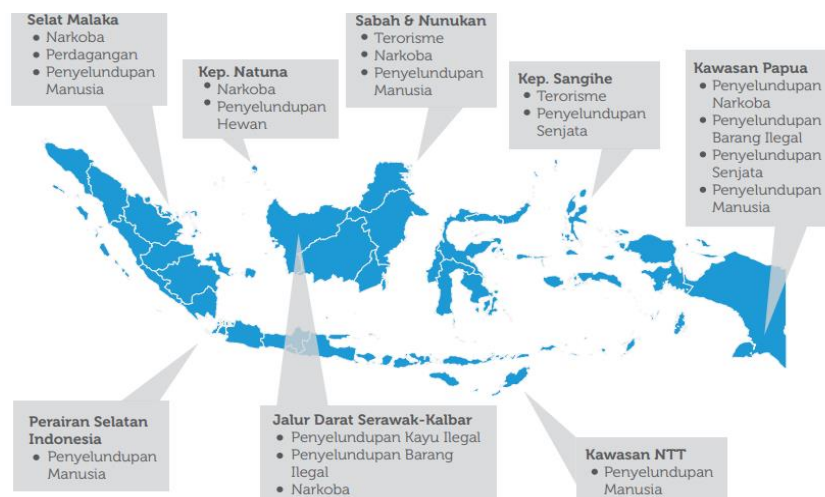 Selat Malaka
• Narkoba
• Perdagangan
• Penyelundupan
Manusia
Kep. Natuna
• Narkoba
• Penyelundupan
Hewan
Sabah & Nunukan
• Terorisme
• Narkoba
• Penyelundupan
Manusia
Kep. Sangihe
• Terorisme
• Penyelundupan
Senjata
Kawasan Papua
• Penyelundupan
Narkoba
• Penyelundupan
Barang Ilegal
• Penyelundupan
Senjata
• Penyelundupan
Manusia
Perairan Selatan
Indonesia
• Penyelundupan
Manusia
Jalur Darat Serawak-Kalbar
• Penyelundupan Kayu Ilegal
• Penyelundupan Barang
Ilegal
• Narkoba
Kawasan NTT
• Penyelundupan
Manusia